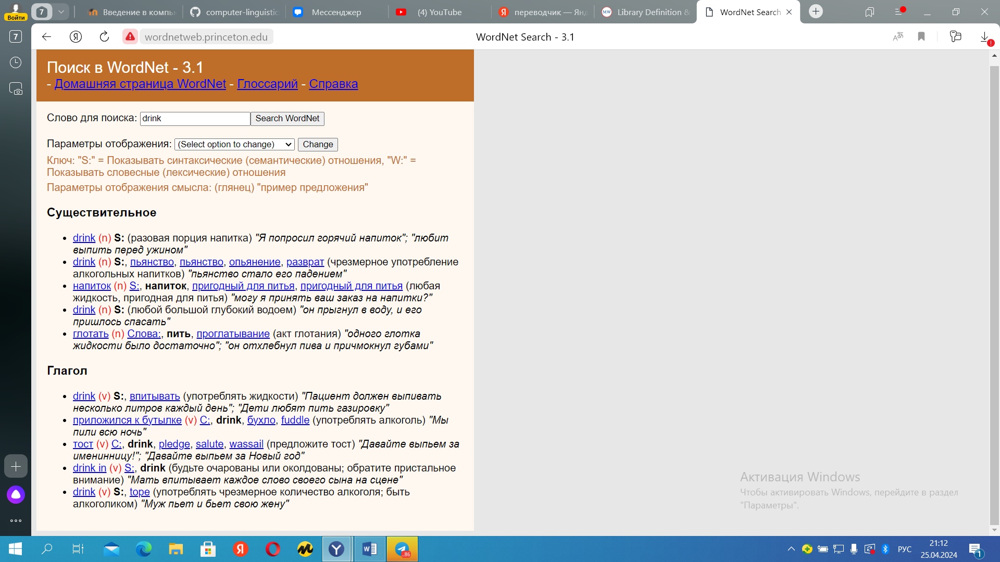 Войти
7
Введение в компь
computer-linguistic
Мессенджер
(4) YouTube
переводчик — Янд
Library Definition &
WordNet Search
7
wordnetweb.princeton.edu
WordNet Search - 3.1
Поиск в WordNet - 3.1
- Домашняя страница WordNet - Глоссарий - Справка
Слово для поиска: drink Search WordNet
Параметры отображения: (Select option to change) Change
Ключ: "S:" = Показывать синтаксические (семантические) отношения, "W:" =
Показывать словесные (лексические) отношения
Параметры отображения смысла: (глянец) "пример предложения"
Существительное
• drink (n) S: (разовая порция напитка) "Я попросил горячий напиток"; "любит
выпить перед ужином"
• drink (n) S:, пьянство, пьянство, опьянение, разврат (чрезмерное употребление
алкогольных напитков) "пьянство стало его падением"
• напиток (n) S:, напиток, пригодный для питья, пригодный для питья (любая
жидкость, пригодная для питья) "могу я принять ваш заказ на напитки?"
• drink (n) S: (любой большой глубокий водоем) "он прыгнул в воду, и его
пришлось спасать"
• глотать (n) Слова:, пить, проглатывание (акт глотания) "одного глотка
жидкости было достаточно"; "он отхлебнул пива и причмокнул губами"
Глагол
• drink (v) S:, впитывать (употреблять жидкости) "Пациент должен выпивать
несколько литров каждый день"; "Дети любят пить газировку"
• приложился к бутылке (v) С:, drink, бухло, fuddle (употреблять алкоголь) "Мы
пили всю ночь"
• тост (v) С:, drink, pledge, salute, wassail (предложите тост) "Давайте выпьем за
именинницу!"; "Давайте выпьем за Новый год"
• drink in (v) S:, drink (будьте очарованы или околдованы; обратите пристальное
внимание) "Мать впитывает каждое слово своего сына на сцене"
• drink (v) S:, tope (употреблять чрезмерное количество алкоголя; быть
алкоголиком) "Муж пьет и бьет свою жену"
Активация Windows
Чтобы активировать Windows, перейдите в раздел
"Параметры".
..86
РУС
21:12
25.04.2024
1